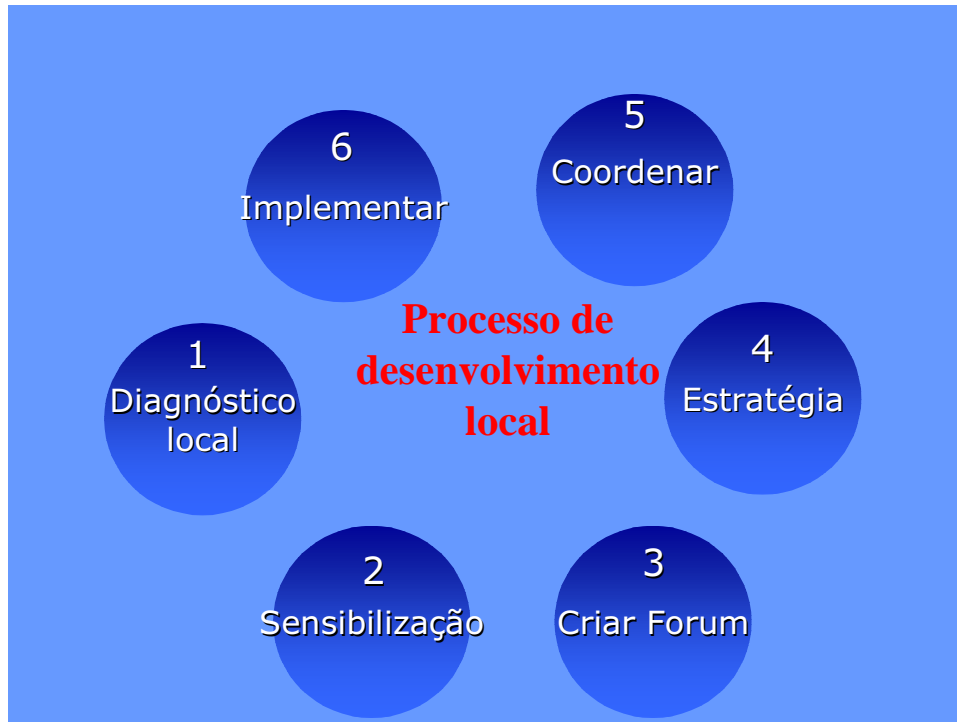 5
Coordenar
6
Implementar
Processo de
desenvolvimento
local
1
Diagnóstico
local
4
Estratégia
2
Sensibilização
3
Criar Forum